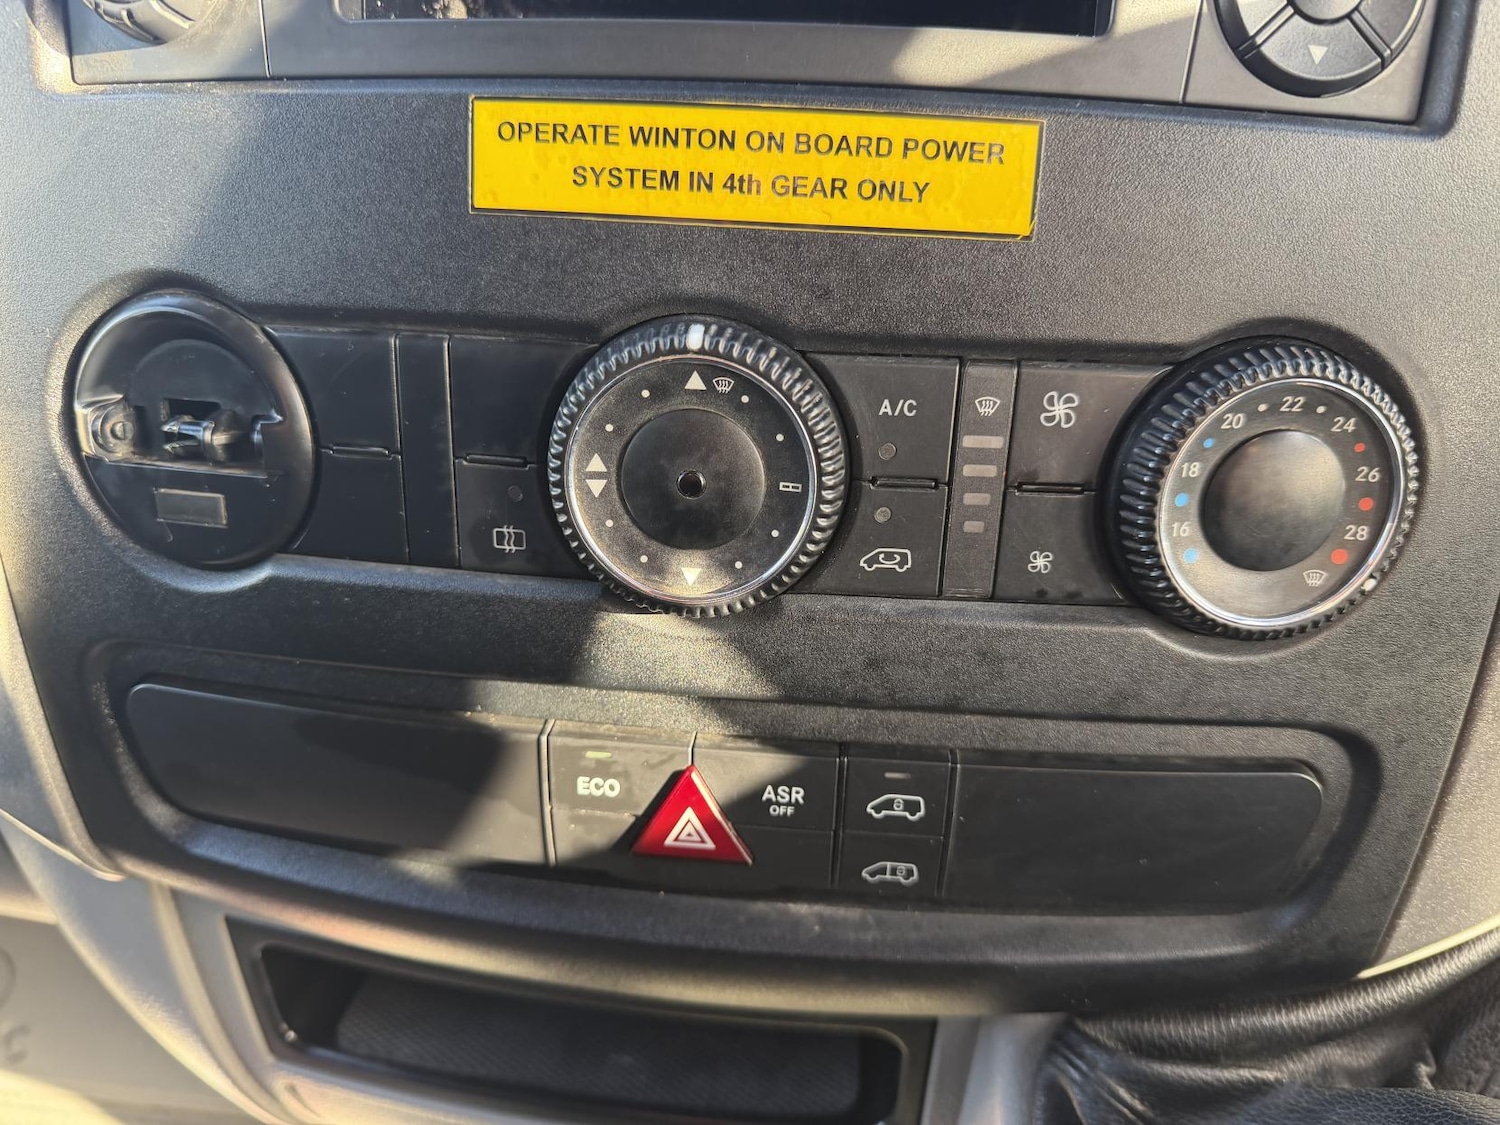 OPERATE WINTON ON BOARD POWER
SYSTEM IN 4th GEAR ONLY
A/C
16
18
20
22
24
26
28
ECO
ASR
OFF